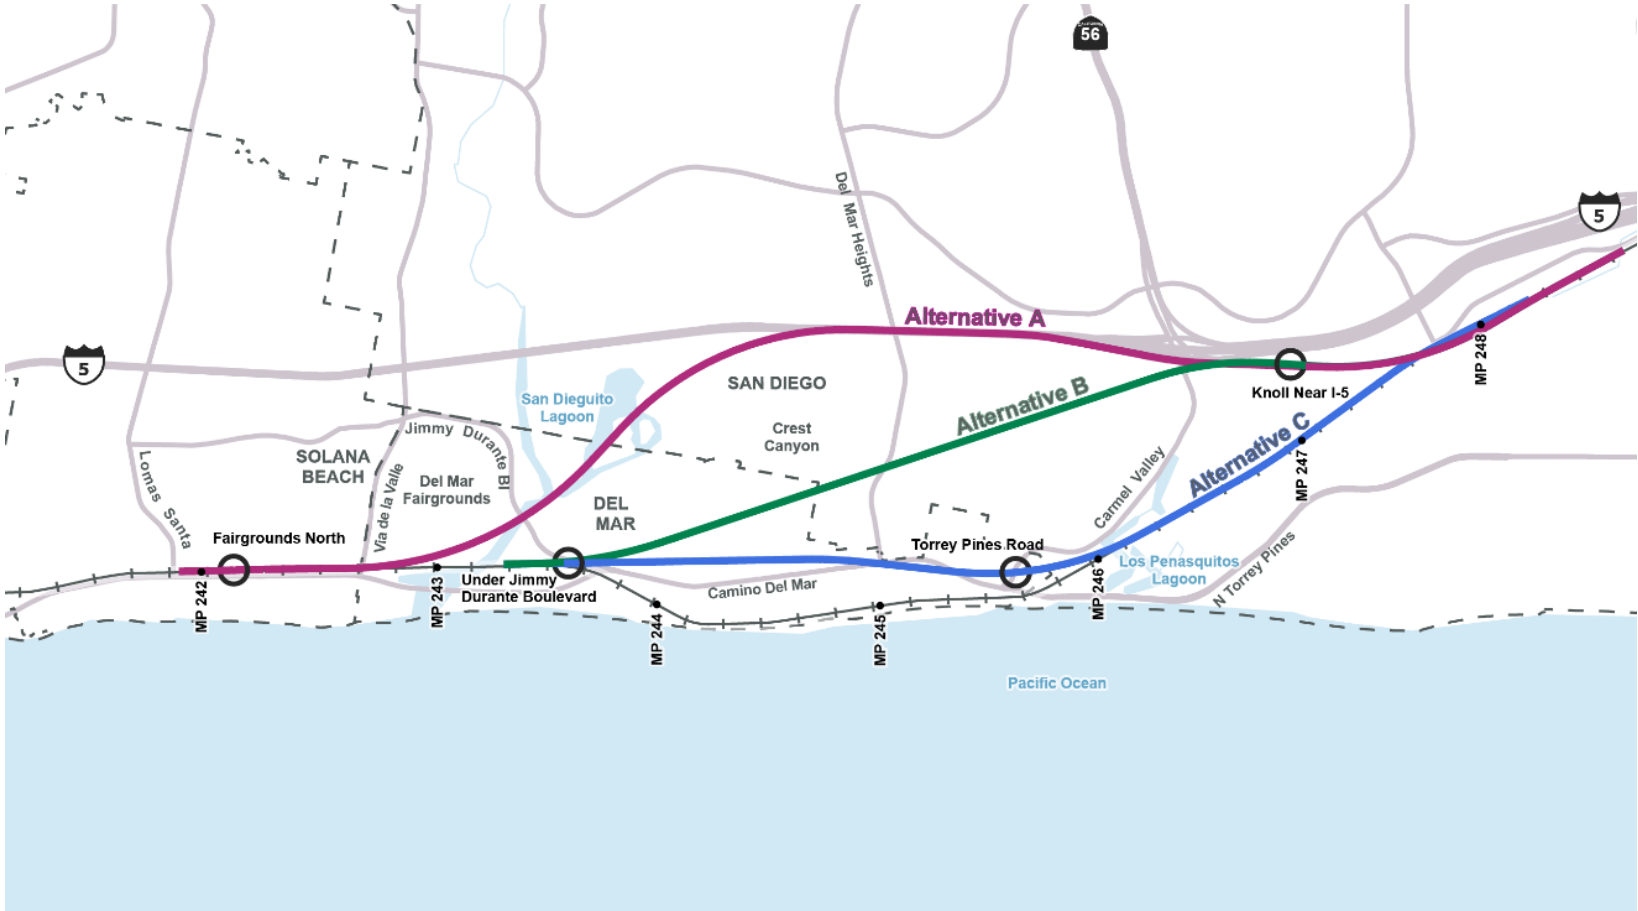 CALIFORNIA
56
Del Mar Heights
5
Alternative A
MP 248
5
Knoll Near I-5
SAN DIEGO
Alternative B
San Dieguito
Lagoon
Crest
Canyon
Alternative C
Jimmy Durante Bl
SOLANA
BEACH
Lomas Santa
Via de la Valle
Del Mar
Fairgrounds
DEL
MAR
Carmel Valley
MP 247
Fairgrounds North
Torrey Pines Road
N Torrey Pines
Los Penasquitos
Lagoon
MP 242
MP 243
Under Jimmy
Durante Boulevard
Camino Del Mar
MP 246
MP 244
MP 245
Pacific Ocean